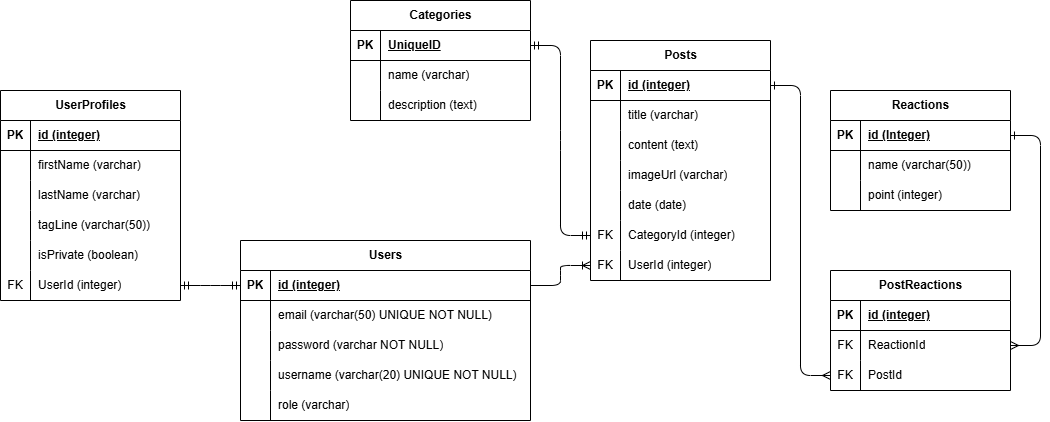 Categories
PK UniqueID
name (varchar)
description (text)
Posts
PK id (integer)
title (varchar)
content (text)
imageUrl (varchar)
date (date)
FK CategoryId (integer)
FK UserId (integer)
UserProfiles
PK id (integer)
firstName (varchar)
lastName (varchar)
tagLine (varchar(50))
isPrivate (boolean)
FK UserId (integer)
Reactions
PK id (Integer)
name (varchar(50))
point (integer)
Users
PK id (integer)
email (varchar(50) UNIQUE NOT NULL)
password (varchar NOT NULL)
username (varchar(20) UNIQUE NOT NULL)
role (varchar)
PostReactions
PK id (integer)
FK ReactionId
FK PostId